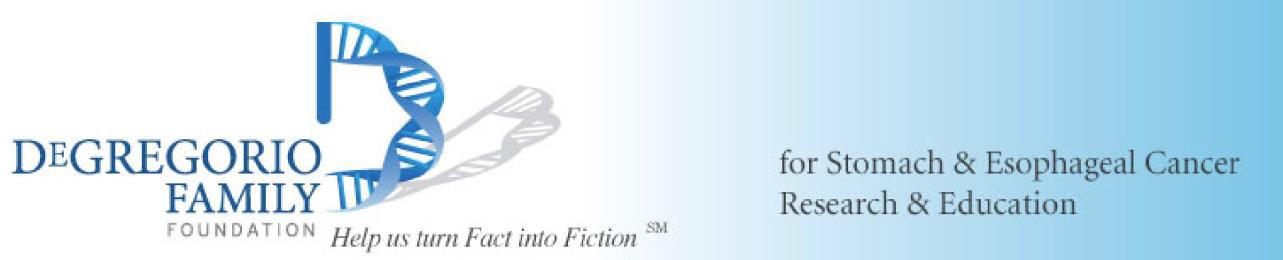 DEGREGORIO
FAMILY
FOUNDATION
Help us turn Fact into Fiction SM
for Stomach & Esophageal Cancer
Research & Education